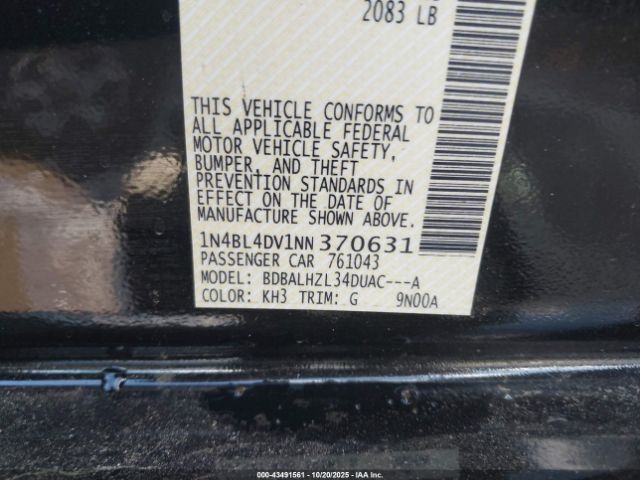 2083 LB
THIS VEHICLE CONFORMS TO
ALL APPLICABLE FEDERAL
MOTOR VEHICLE SAFETY,
BUMPER, AND THEFT
PREVENTION STANDARDS IN
EFFECT ON THE DATE OF
MANUFACTURE SHOWN ABOVE.
1N4BL4DV1NN370631
PASSENGER CAR 761043
MODEL: BDBALHZL34DUAC---A
COLOR: KH3 TRIM: G 9N00A
00-43491561 - 10/20/2025 - Copyright © IAA, Inc.